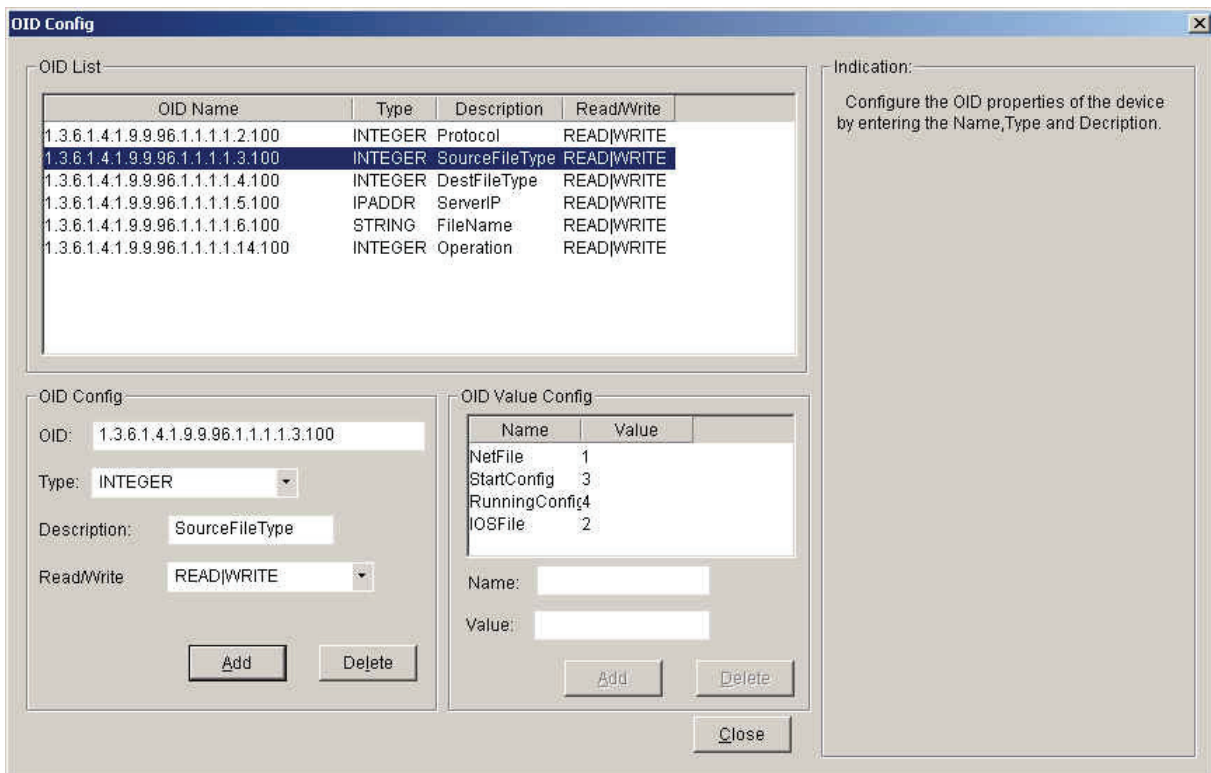 OID Config
OID List
OID Name Type Description Read/Write
1.3.6.1.4.1.9.9.96.1.1.1.1.2.100 INTEGER Protocol READ|WRITE
1.3.6.1.4.1.9.9.96.1.1.1.1.3.100 INTEGER SourceFileType READ|WRITE
1.3.6.1.4.1.9.9.96.1.1.1.1.4.100 INTEGER DestFileType READ|WRITE
1.3.6.1.4.1.9.9.96.1.1.1.1.5.100 IPADDR ServerIP READ|WRITE
1.3.6.1.4.1.9.9.96.1.1.1.1.6.100 STRING FileName READ|WRITE
1.3.6.1.4.1.9.9.96.1.1.1.1.14.100 INTEGER Operation READ|WRITE
Indication:
Configure the OID properties of the device
by entering the Name,Type and Decription.
OID Config
OID: 1.3.6.1.4.1.9.9.96.1.1.1.1.3.100
Type: INTEGER
Description: SourceFileType
Read/Write READ|WRITE
Add Delete
OID Value Config
Name Value
NetFile 1
StartConfig 3
RunningConfig 4
IOSFile 2
Name:
Value:
Add Delete
Close